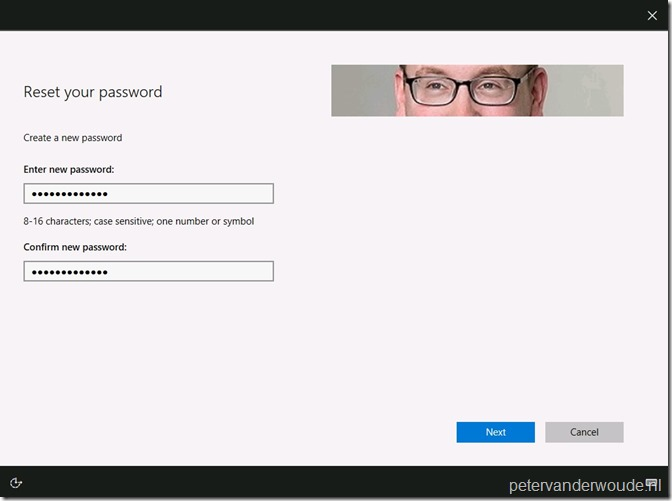 Reset your password
Create a new password
Enter new password:
●●●●●●●●●●●●●
8-16 characters; case sensitive; one number or symbol
Confirm new password:
●●●●●●●●●●●●●
Next Cancel
petervanderwoude.nl